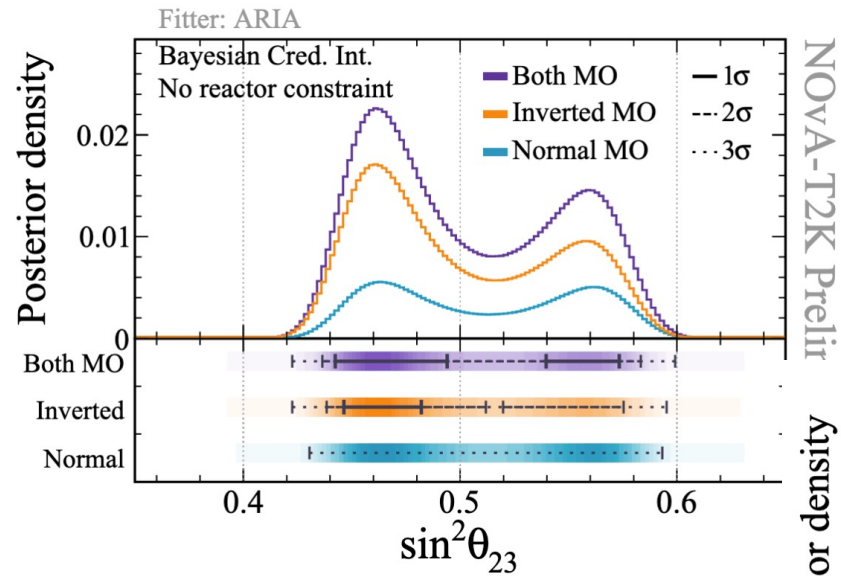 Fitter: ARIA
Bayesian Cred. Int.
No reactor constraint
Both MO
Inverted MO
Normal MO
1σ
2σ
3σ
NOvA-T2K Prelir
Posterior density
0.02
0.01
0
Both MO
Inverted
Normal
0.4
0.5
0.6
sin²θ₂₃
or density